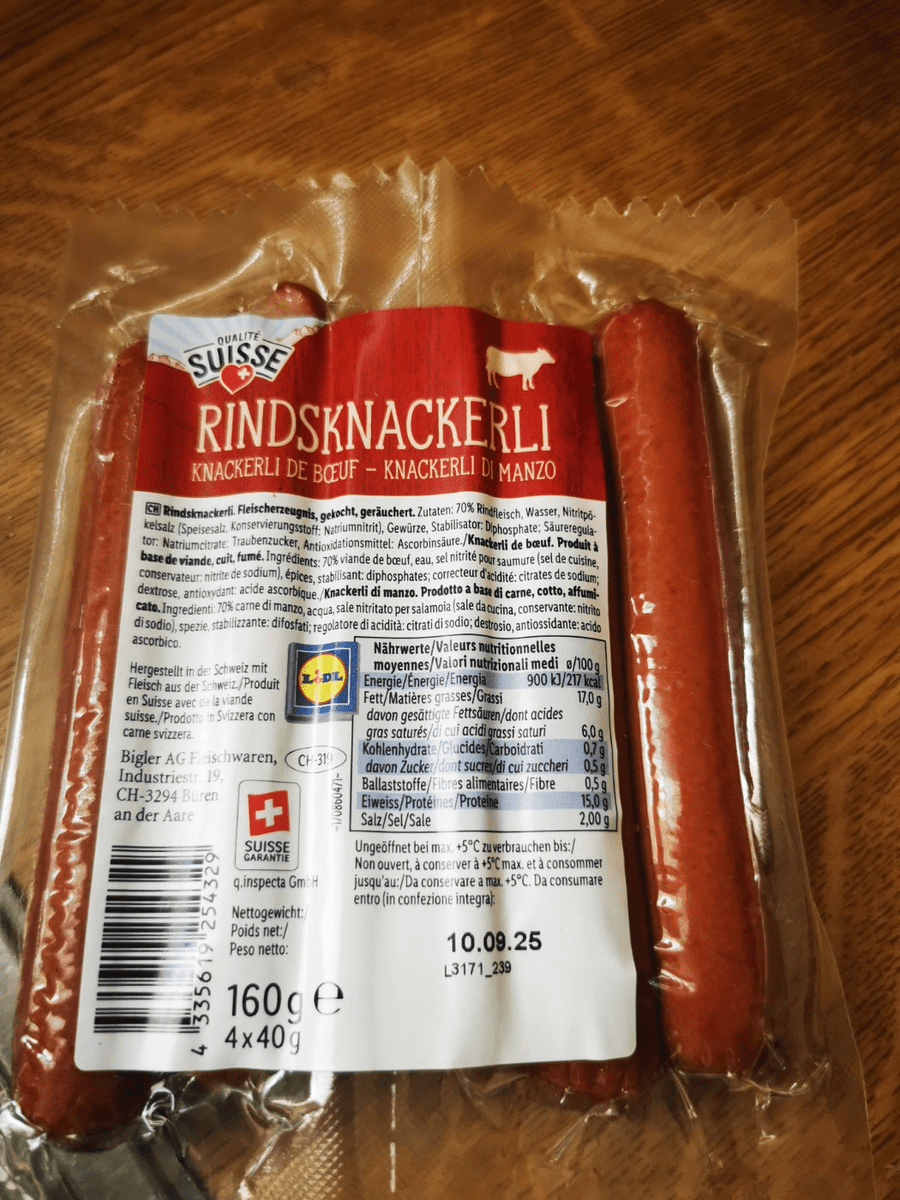 QUALITÉ
SUISSE
RINDSKNACKERLI
KNACKERLI DE BŒUF – KNACKERLI DI MANZO
CH Rindsknackerli. Fleischerzeugnis, gekocht, geräuchert. Zutaten: 70% Rindfleisch, Wasser, Nitritpö-
kelsalz (Speisesalz, Konservierungsstoff: Natriumnitrit), Gewürze, Stabilisator: Diphosphate; Säureregula-
tor: Natriumcitrate; Traubenzucker, Antioxidationsmittel: Ascorbinsäure./Knackerli de bœuf. Produit à
base de viande, cuit, fumé. Ingrédients: 70% viande de bœuf, eau, sel nitrité pour saumure (sel de cuisine,
conservateur: nitrite de sodium), épices, stabilisant: diphosphates; correcteur d'acidité: citrates de sodium;
dextrose, antioxydant: acide ascorbique./Knackerli di manzo. Prodotto a base di carne, cotto, affumi-
cato. Ingredienti: 70% carne di manzo, acqua, sale nitritato per salamoia (sale da cucina, conservante: nitrito
di sodio), spezie, stabilizzante: difosfati; regolatore di acidità: citrati di sodio; destrosio, antiossidante: acido
ascorbico.
Hergestellt in der Schweiz mit
Fleisch aus der Schweiz./Produit
en Suisse avec de la viande
suisse./Prodotto in Svizzera con
carne svizzera.
LIDL
Bigler AG Fleischwaren,
Industriestr. 19,
CH-3294 Büren
an der Aare
CH-319
-1/0860471-
SUISSE
GARANTIE
q.inspecta GmbH
Nährwerte/Valeurs nutritionnelles
moyennes/Valori nutrizionali medi ø/100 g
Energie/Énergie/Energia 900 kJ/217 kcal
Fett/Matières grasses/Grassi 17,0 g
davon gesättigte Fettsäuren/dont acides
gras saturés/di cui acidi grassi saturi 6,0 g
Kohlenhydrate/Glucides/Carboidrati 0,7 g
davon Zucker/dont sucres/di cui zuccheri 0,5 g
Ballaststoffe/Fibres alimentaires/Fibre 0,5 g
Eiweiss/Protéines/Proteine 15,0 g
Salz/Sel/Sale 2,00 g
Ungeöffnet bei max. +5°C zu verbrauchen bis:/
Non ouvert, à conserver à +5°C max. et à consommer
jusqu'au:/Da conservare a max. +5°C. Da consumare
entro (in confezione integra):
10.09.25
L3171_239
Nettogewicht:/
Poids net:/
Peso netto:
160g e
4x40g
4 335619 254329